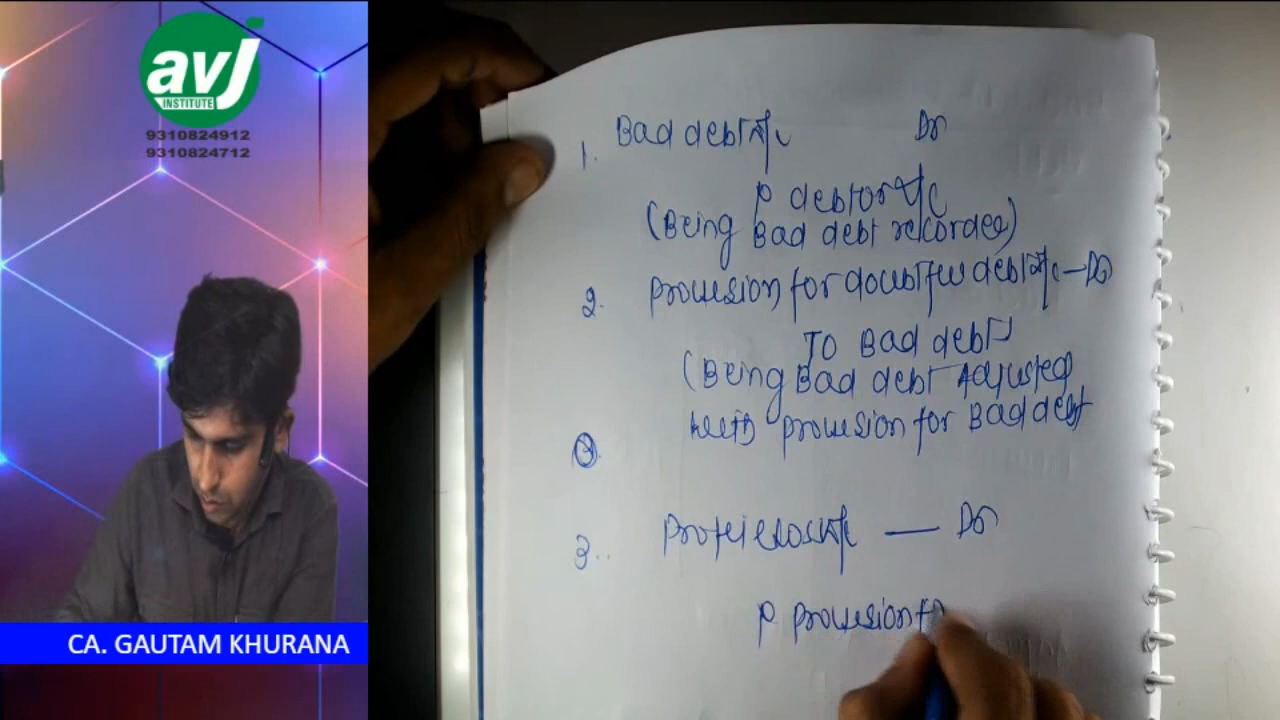 avj
INSTITUTE
9310824912
9310824712
CA. GAUTAM KHURANA
1. Bad debt A/c Dr
To debtor A/c
(Being Bad debt recorded)
2. provision for doubtful debt A/c — Dr
To Bad debt
(Being Bad debt Adjusted
with provision for Bad debt
3.. Profit & loss A/c — Dr
To provision fo